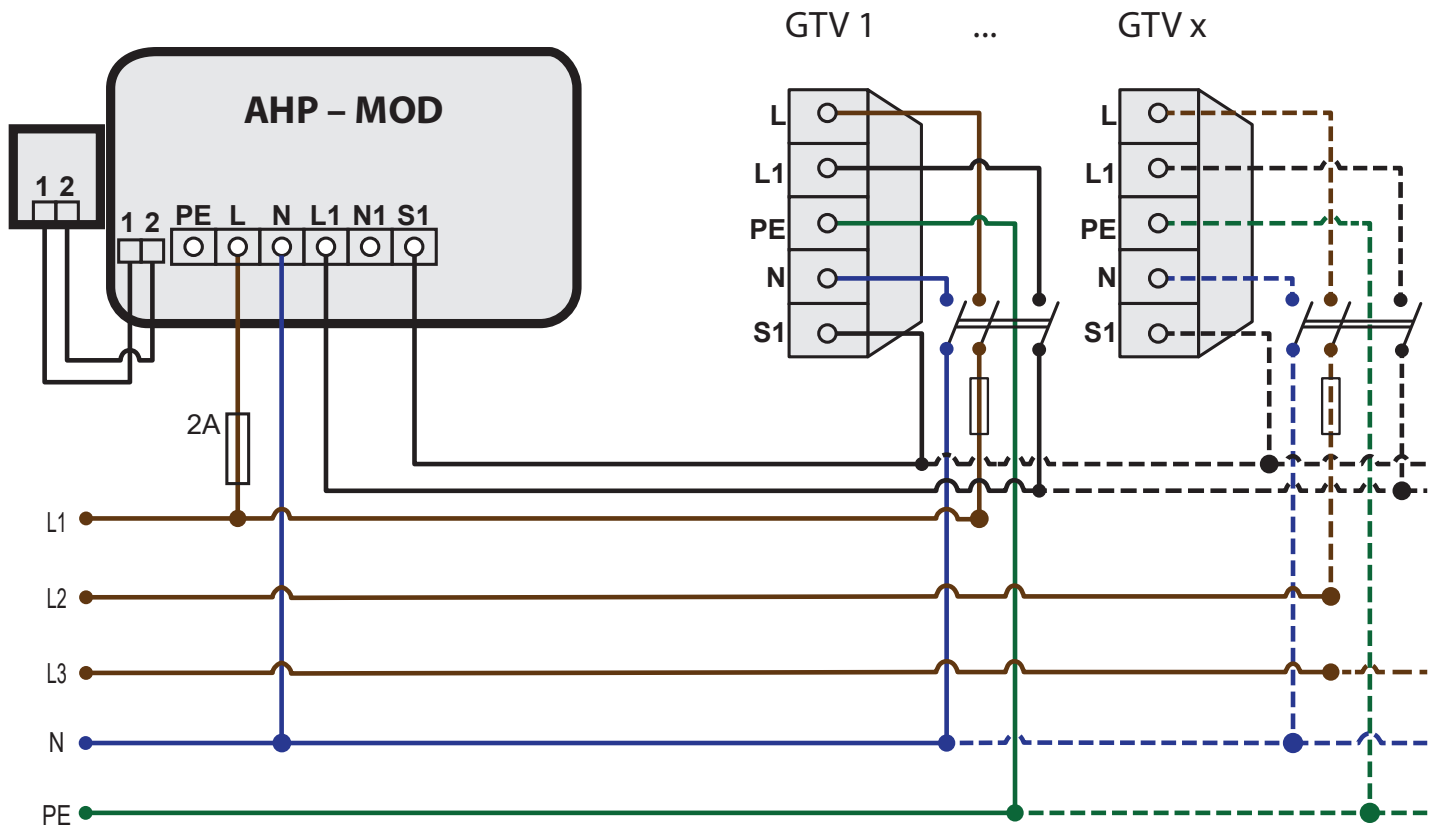 GTV 1 ... GTV x
AHP – MOD
1 2
1 2 PE L N L1 N1 S1
L
L1
PE
N
S1
L
L1
PE
N
S1
2A
L1
L2
L3
N
PE